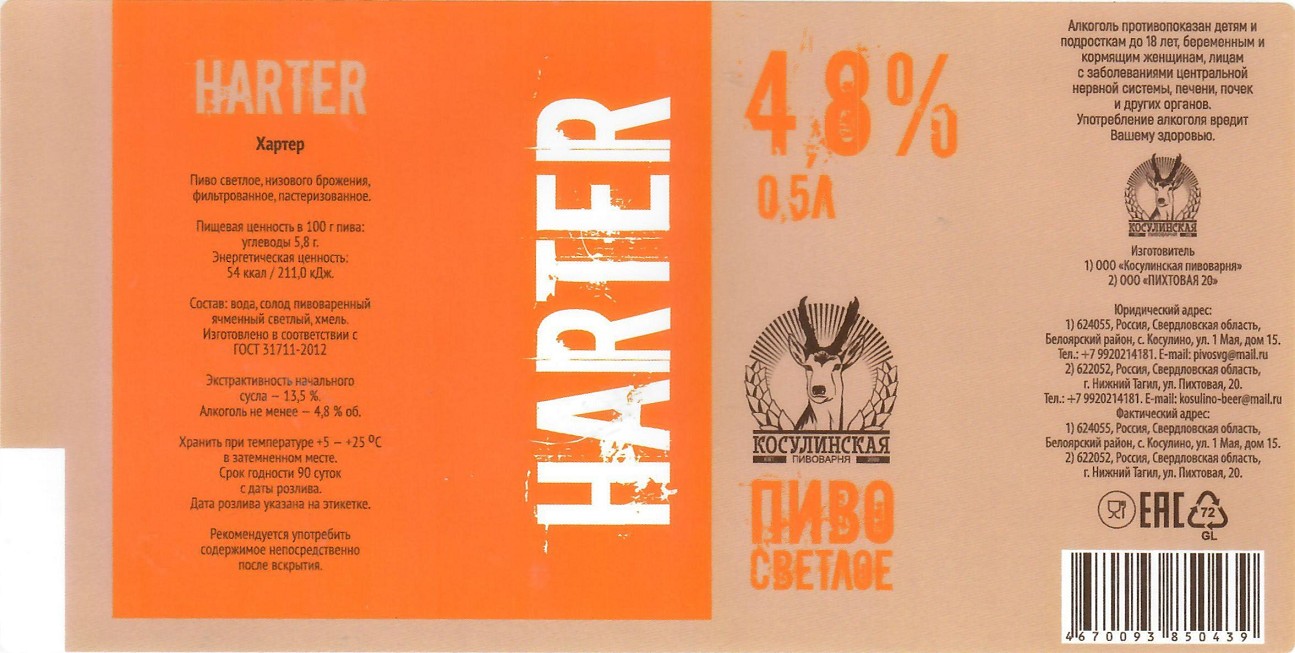 HARTER
Хартер
Пиво светлое, низового брожения,
фильтрованное, пастеризованное.
Пищевая ценность в 100 г пива:
углеводы 5,8 г.
Энергетическая ценность:
54 ккал / 211,0 кДж.
Состав: вода, солод пивоваренный
ячменный светлый, хмель.
Изготовлено в соответствии с
ГОСТ 31711-2012
Экстрактивность начального
сусла — 13,5 %.
Алкоголь не менее — 4,8 % об.
Хранить при температуре +5 — +25 ºС
в затемненном месте.
Срок годности 90 суток
с даты розлива.
Дата розлива указана на этикетке.
Рекомендуется употребить
содержимое непосредственно
после вскрытия.
HARTER
4,8%
0,5Л
КОСУЛИНСКАЯ
ПИВОВАРНЯ
ПИВО
СВЕТЛОЕ
Алкоголь противопоказан детям и
подросткам до 18 лет, беременным и
кормящим женщинам, лицам
с заболеваниями центральной
нервной системы, печени, почек
и других органов.
Употребление алкоголя вредит
Вашему здоровью.
КОСУЛИНСКАЯ
ПИВОВАРНЯ
Изготовитель
1) ООО «Косулинская пивоварня»
2) ООО «ПИХТОВАЯ 20»
Юридический адрес:
1) 624055, Россия, Свердловская область,
Белоярский район, с. Косулино, ул. 1 Мая, дом 15.
Тел.: +7 9920214181. E-mail: pivosvg@mail.ru
2) 622052, Россия, Свердловская область,
г. Нижний Тагил, ул. Пихтовая, 20.
Тел.: +7 9920214181. E-mail: kosulino-beer@mail.ru
Фактический адрес:
1) 624055, Россия, Свердловская область,
Белоярский район, с. Косулино, ул. 1 Мая, дом 15.
2) 622052, Россия, Свердловская область,
г. Нижний Тагил, ул. Пихтовая, 20.
EAC 72
GL
4670093 850439